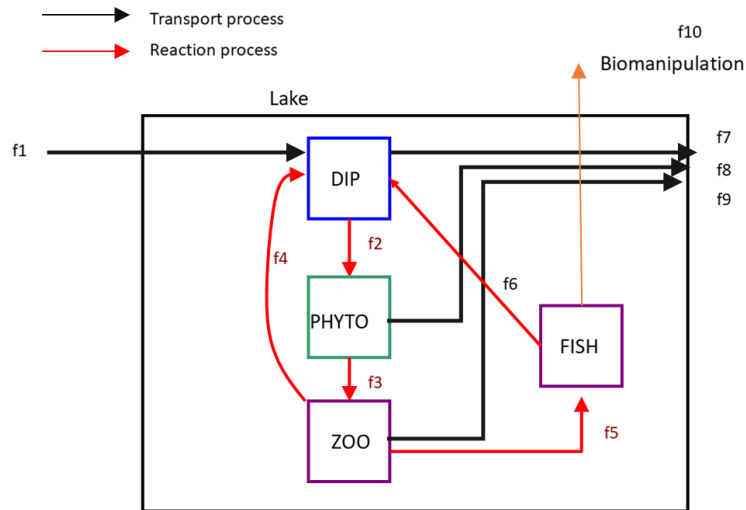 Transport process
Reaction process
f10
Biomanipulation
Lake
f1
f7
DIP
f8
f9
f2
f4
f6
PHYTO
FISH
f3
f5
ZOO